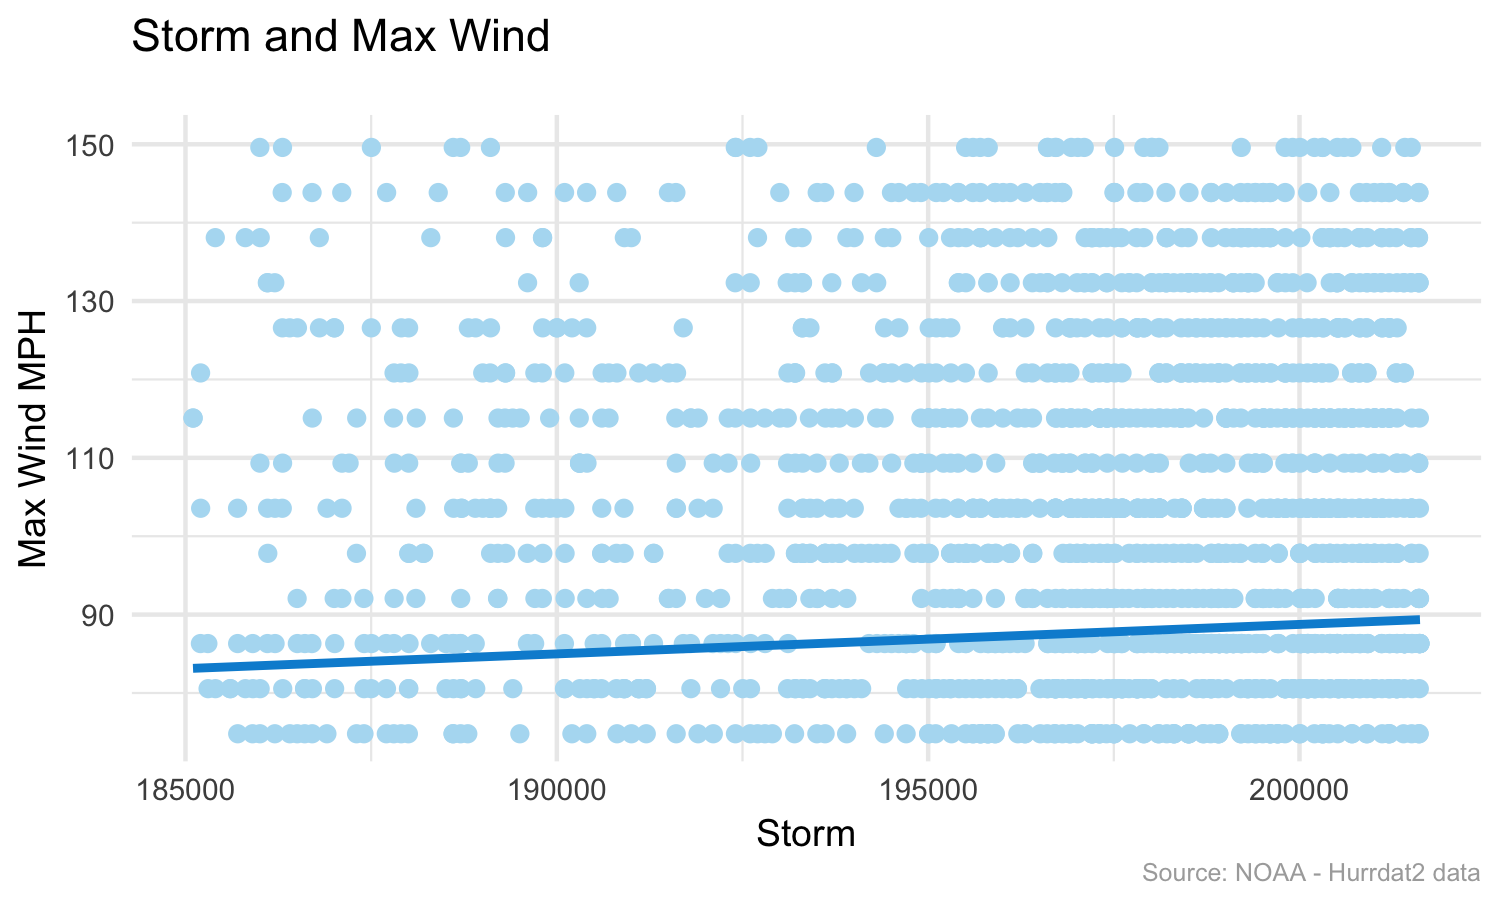 Storm and Max Wind
150
130
110
90
Max Wind MPH
185000 190000 195000 200000
Storm
Source: NOAA - Hurrdat2 data